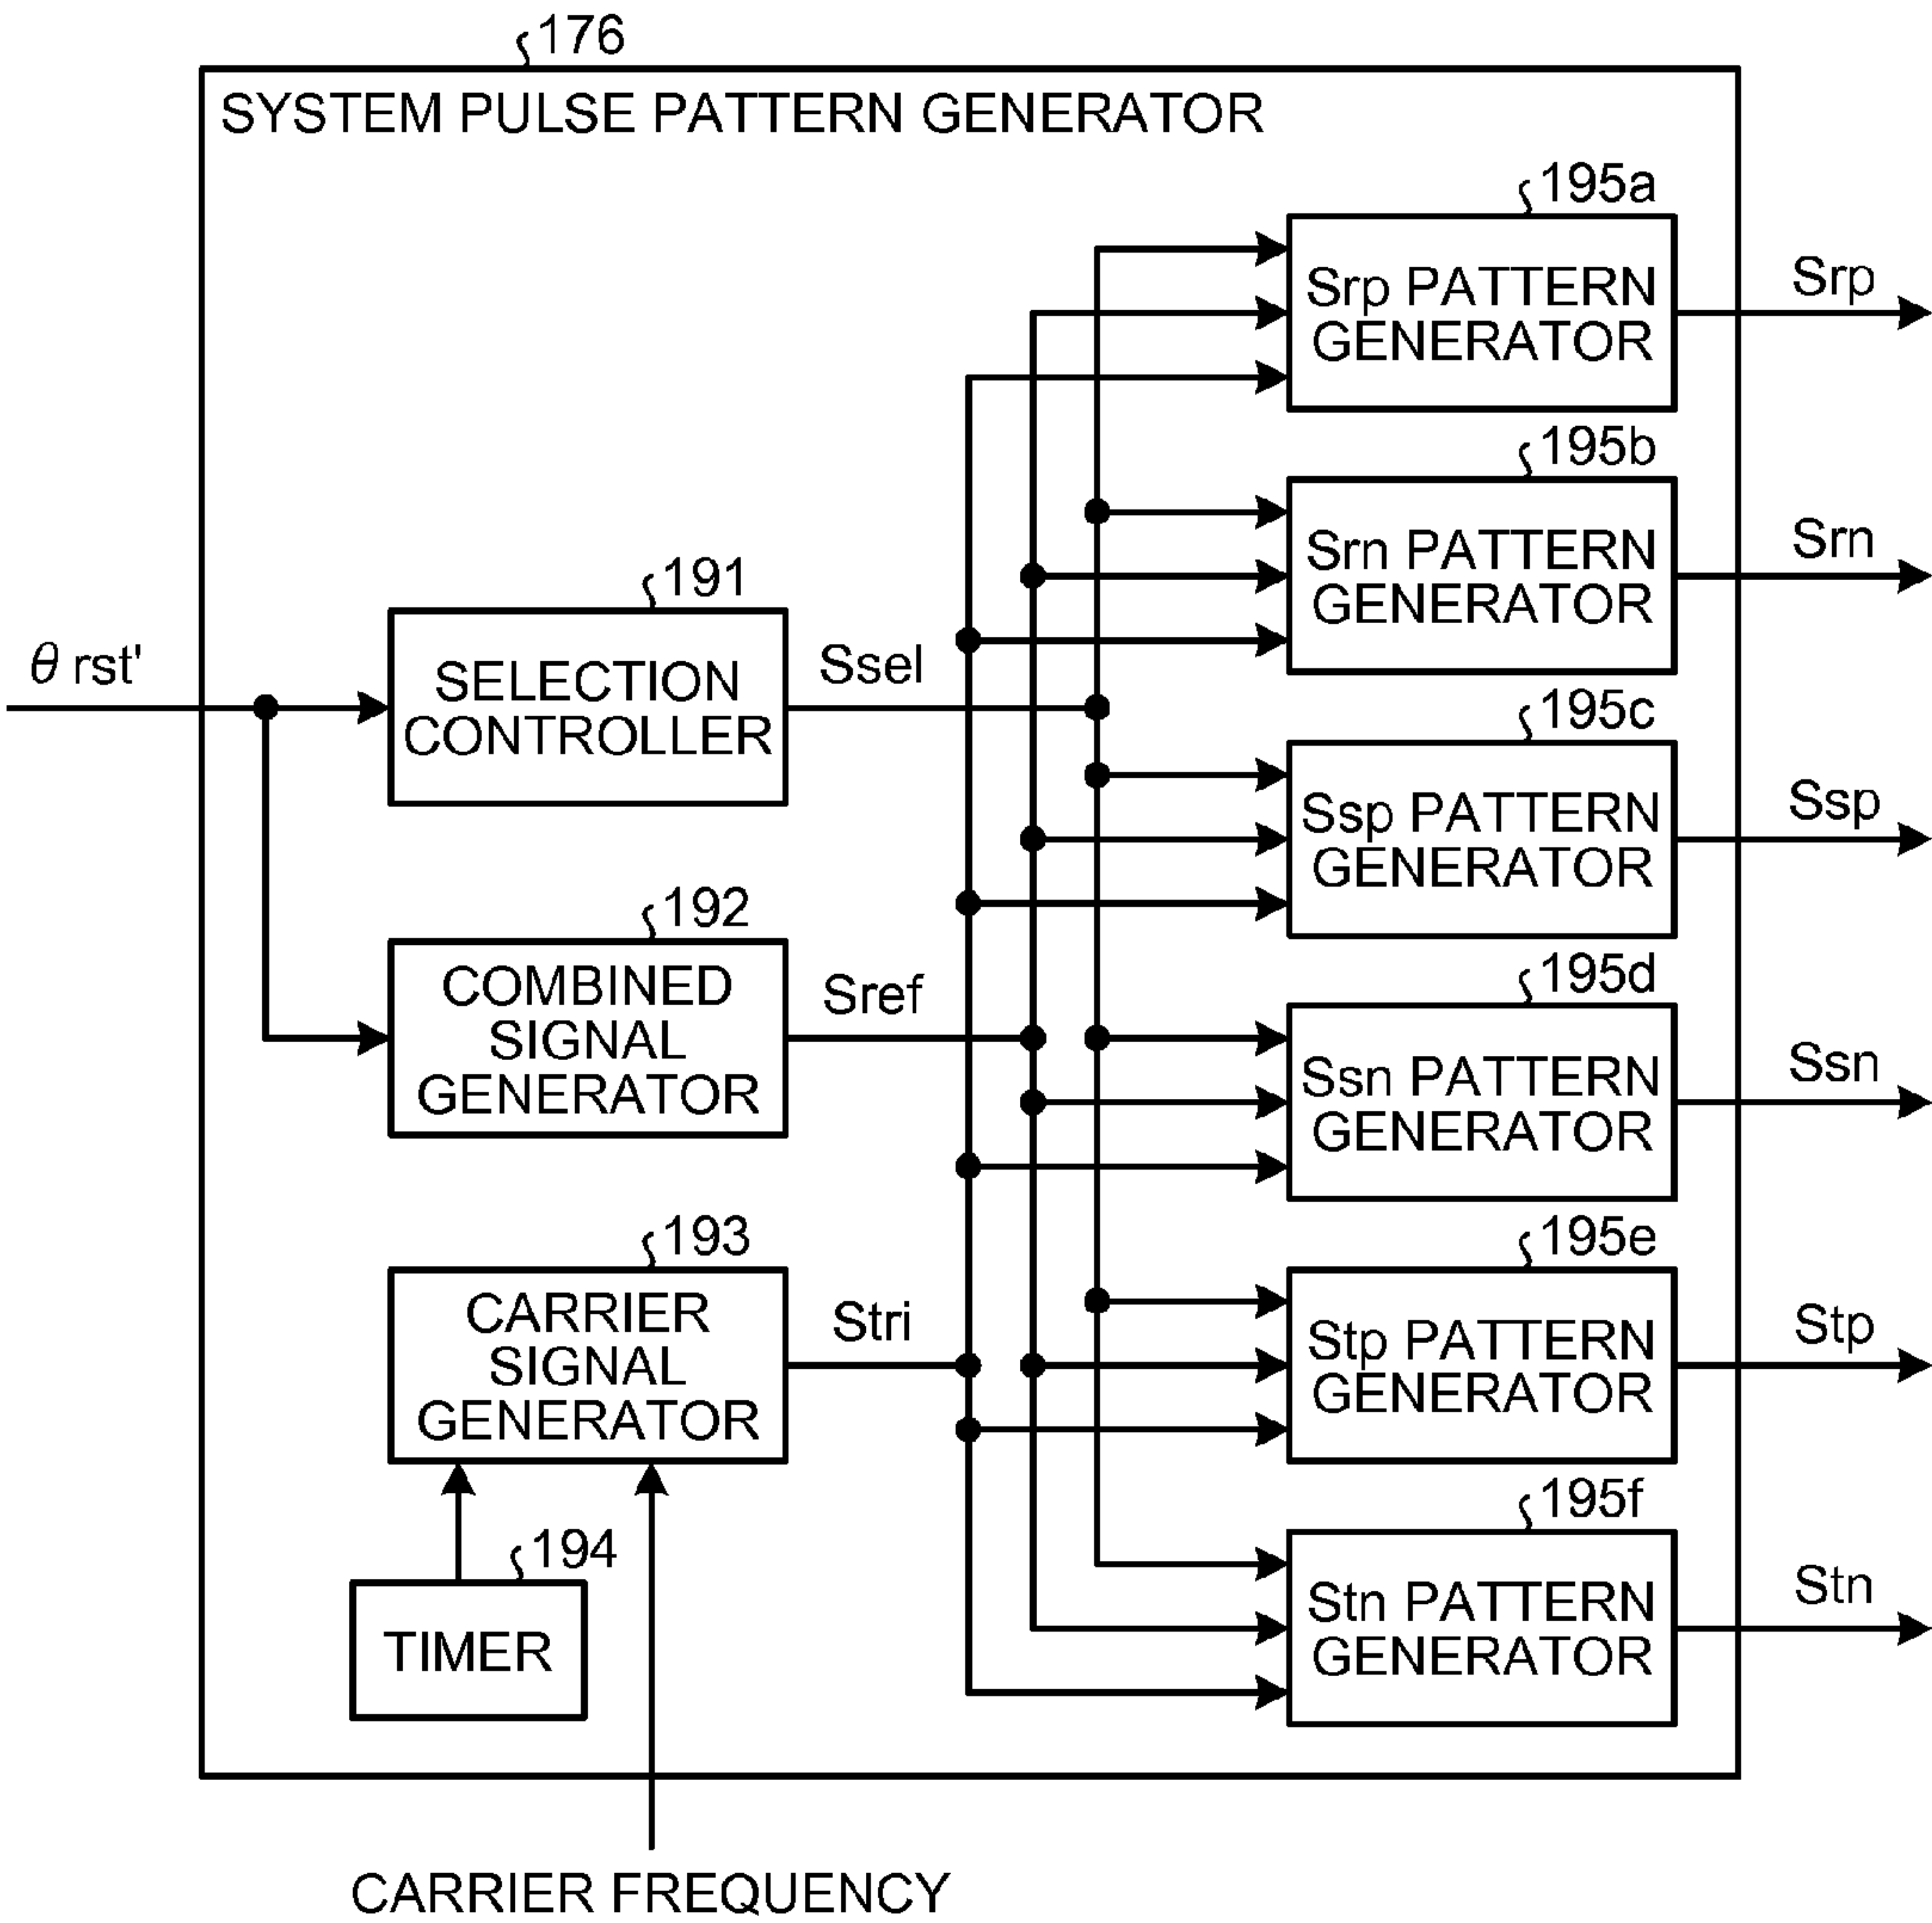 176
SYSTEM PULSE PATTERN GENERATOR
195a
Srp PATTERN
GENERATOR
Srp
195b
Srn PATTERN
GENERATOR
Srn
191
θ rst'
SELECTION
CONTROLLER
Ssel
195c
Ssp PATTERN
GENERATOR
Ssp
192
COMBINED
SIGNAL
GENERATOR
Sref
195d
Ssn PATTERN
GENERATOR
Ssn
193
CARRIER
SIGNAL
GENERATOR
Stri
195e
Stp PATTERN
GENERATOR
Stp
194
TIMER
195f
Stn PATTERN
GENERATOR
Stn
CARRIER FREQUENCY